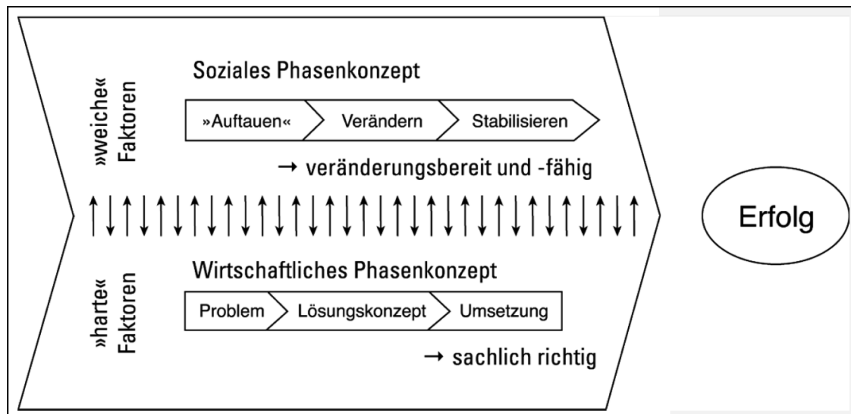 »weiche«
Faktoren
Soziales Phasenkonzept
»Auftauen«
Verändern
Stabilisieren
→ veränderungsbereit und -fähig
Erfolg
»harte«
Faktoren
Wirtschaftliches Phasenkonzept
Problem
Lösungskonzept
Umsetzung
→ sachlich richtig